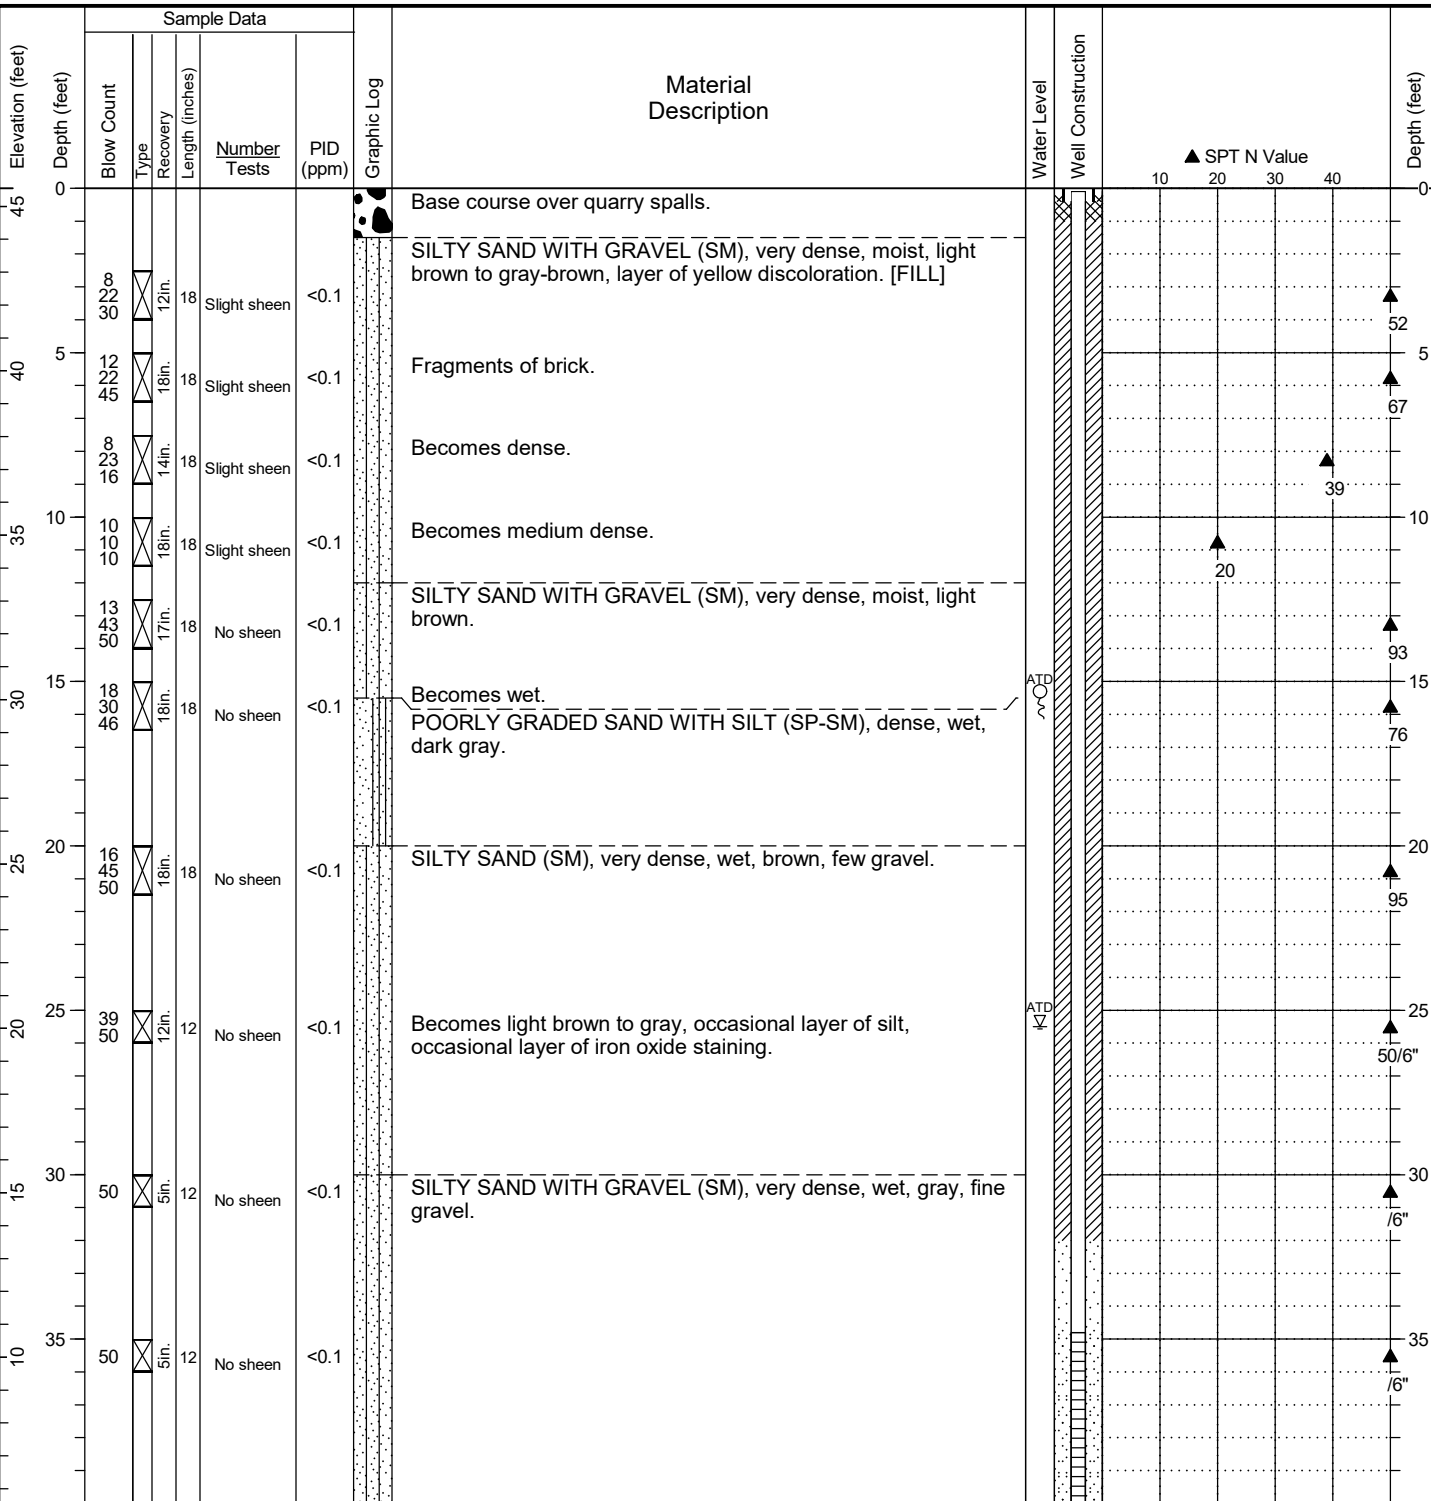 Sample Data
Elevation (feet)
Depth (feet)
Blow Count
Type
Recovery
Length (inches)
Number
Tests
PID
(ppm)
Graphic Log
Material
Description
Water Level
Well Construction
▲ SPT N Value
10 20 30 40
Depth (feet)
45
0
Base course over quarry spalls.
0
SILTY SAND WITH GRAVEL (SM), very dense, moist, light
brown to gray-brown, layer of yellow discoloration. [FILL]
8
22
30
12in.
18
Slight sheen
<0.1
52
40
5
12
22
45
18in.
18
Slight sheen
<0.1
Fragments of brick.
67
5
8
23
16
14in.
18
Slight sheen
<0.1
Becomes dense.
39
35
10
10
10
10
18in.
18
Slight sheen
<0.1
Becomes medium dense.
20
10
SILTY SAND WITH GRAVEL (SM), very dense, moist, light
brown.
13
43
50
17in.
18
No sheen
<0.1
93
30
15
18
30
46
18in.
18
No sheen
<0.1
Becomes wet.
ATD
76
15
POORLY GRADED SAND WITH SILT (SP-SM), dense, wet,
dark gray.
25
20
16
45
50
18in.
18
No sheen
<0.1
SILTY SAND (SM), very dense, wet, brown, few gravel.
95
20
20
25
39
50
12in.
12
No sheen
<0.1
Becomes light brown to gray, occasional layer of silt,
occasional layer of iron oxide staining.
ATD
50/6"
25
15
30
50
5in.
12
No sheen
<0.1
SILTY SAND WITH GRAVEL (SM), very dense, wet, gray, fine
gravel.
/6"
30
10
35
50
5in.
12
No sheen
<0.1
/6"
35